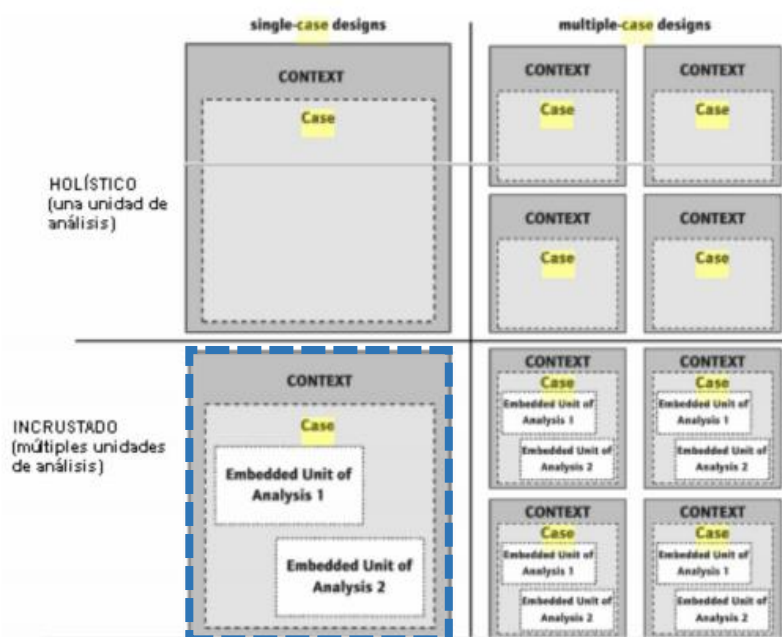 single-case designs
multiple-case designs
HOLÍSTICO
(una unidad de
análisis)
CONTEXT
Case
CONTEXT
Case
CONTEXT
Case
CONTEXT
Case
CONTEXT
Case
INCRUSTADO
(múltiples unidades
de análisis)
CONTEXT
Case
Embedded Unit of
Analysis 1
Embedded Unit of
Analysis 2
CONTEXT
Case
Embedded Unit of
Analysis 1
Embedded Unit of
Analysis 2
CONTEXT
Case
Embedded Unit of
Analysis 1
Embedded Unit of
Analysis 2
CONTEXT
Case
Embedded Unit of
Analysis 1
Embedded Unit of
Analysis 2
CONTEXT
Case
Embedded Unit of
Analysis 1
Embedded Unit of
Analysis 2